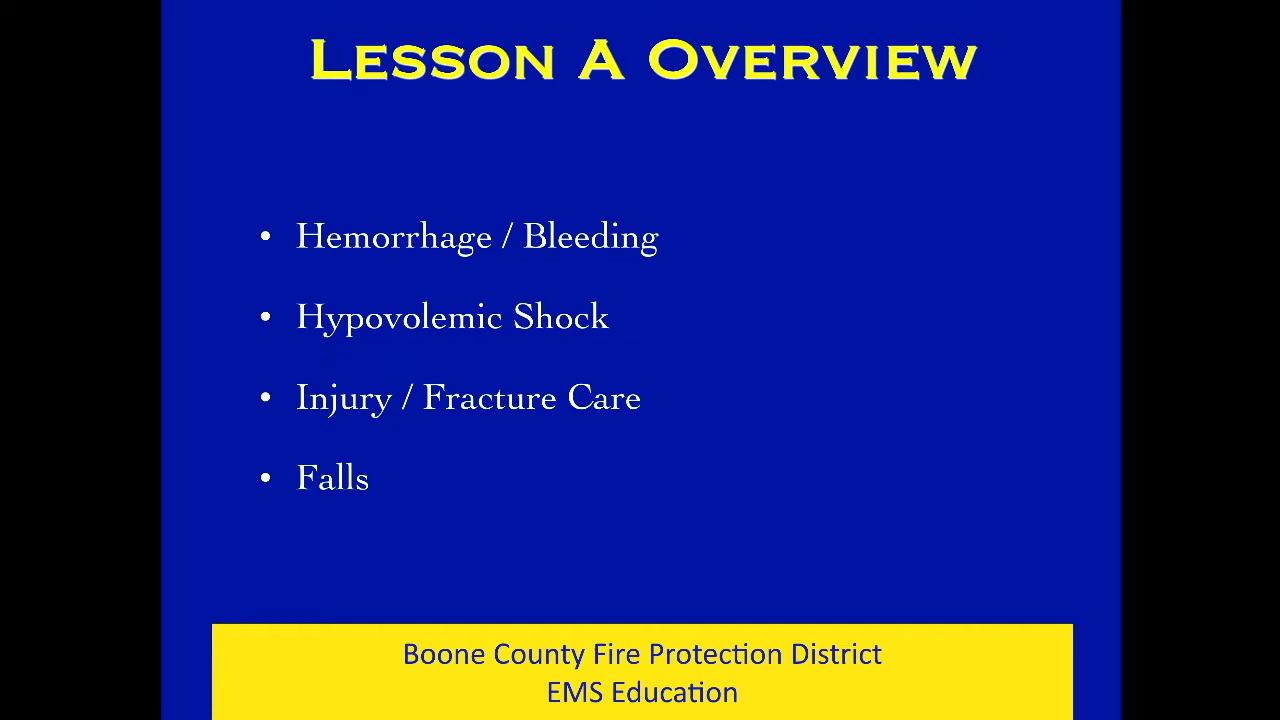 Lesson A Overview
• Hemorrhage / Bleeding
• Hypovolemic Shock
• Injury / Fracture Care
• Falls
Boone County Fire Protection District
EMS Education